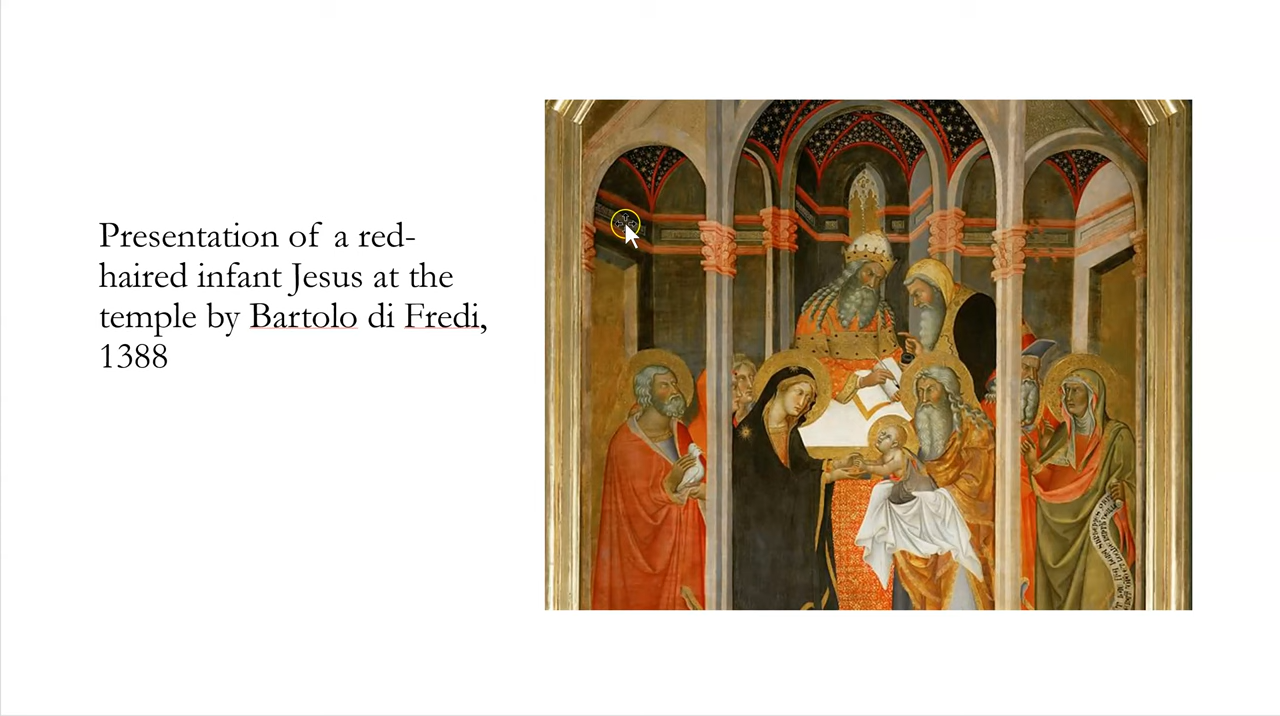 Presentation of a red-
haired infant Jesus at the
temple by Bartolo di Fredi,
1388